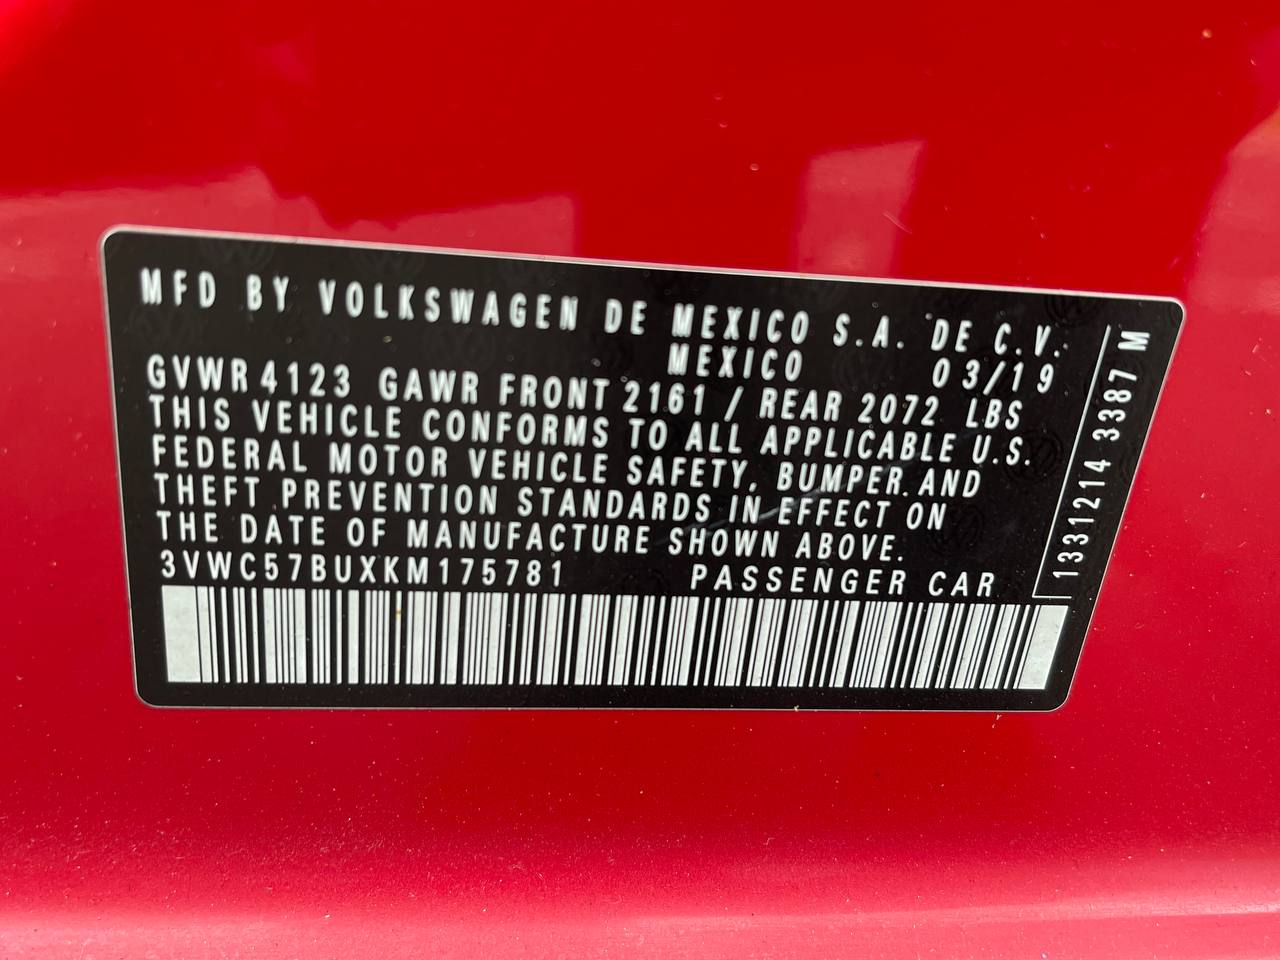 MFD BY VOLKSWAGEN DE MEXICO S.A. DE C.V.
MEXICO 03/19
GVWR 4123 GAWR FRONT 2161 / REAR 2072 LBS
THIS VEHICLE CONFORMS TO ALL APPLICABLE U.S.
FEDERAL MOTOR VEHICLE SAFETY, BUMPER. AND
THEFT PREVENTION STANDARDS IN EFFECT ON
THE DATE OF MANUFACTURE SHOWN ABOVE.
3VWC57BUXKM175781 PASSENGER CAR
1331214 3387 M